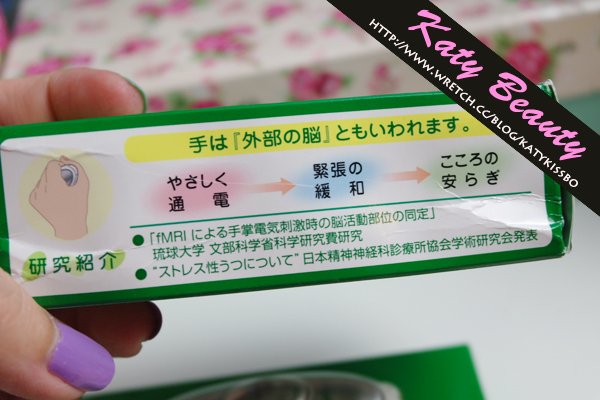 Katy Beauty
HTTP://WWW.WRETCH.CC/BLOG/KATYKISSBO
手は『外部の脳』ともいわれます。
やさしく
通電
緊張の
緩和
こころの
安らぎ
研究紹介
●「fMRIによる手掌電気刺激時の脳活動部位の同定」
琉球大学 文部科学省科学研究費研究
●“ストレス性うつについて”日本精神神経科診療所協会学術研究会発表